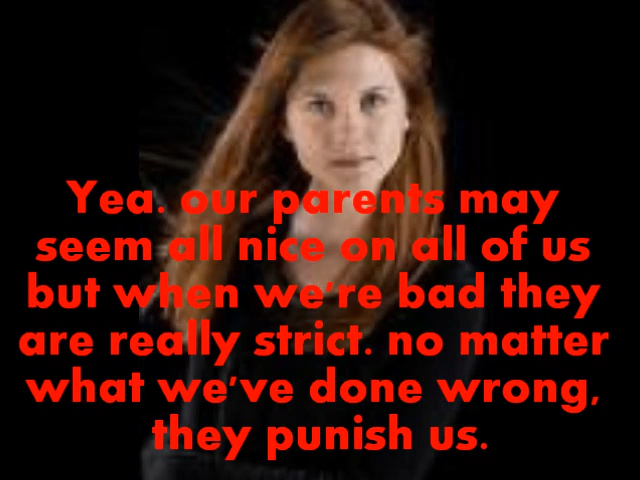 Yea. our parents may
seem all nice on all of us
but when we're bad they
are really strict. no matter
what we've done wrong,
they punish us.